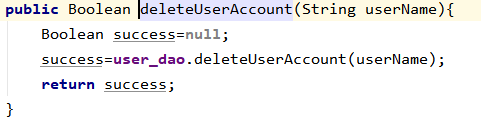 public Boolean deleteUserAccount(String userName){
    Boolean success=null;
    success=user_dao.deleteUserAccount(userName);
    return success;
}